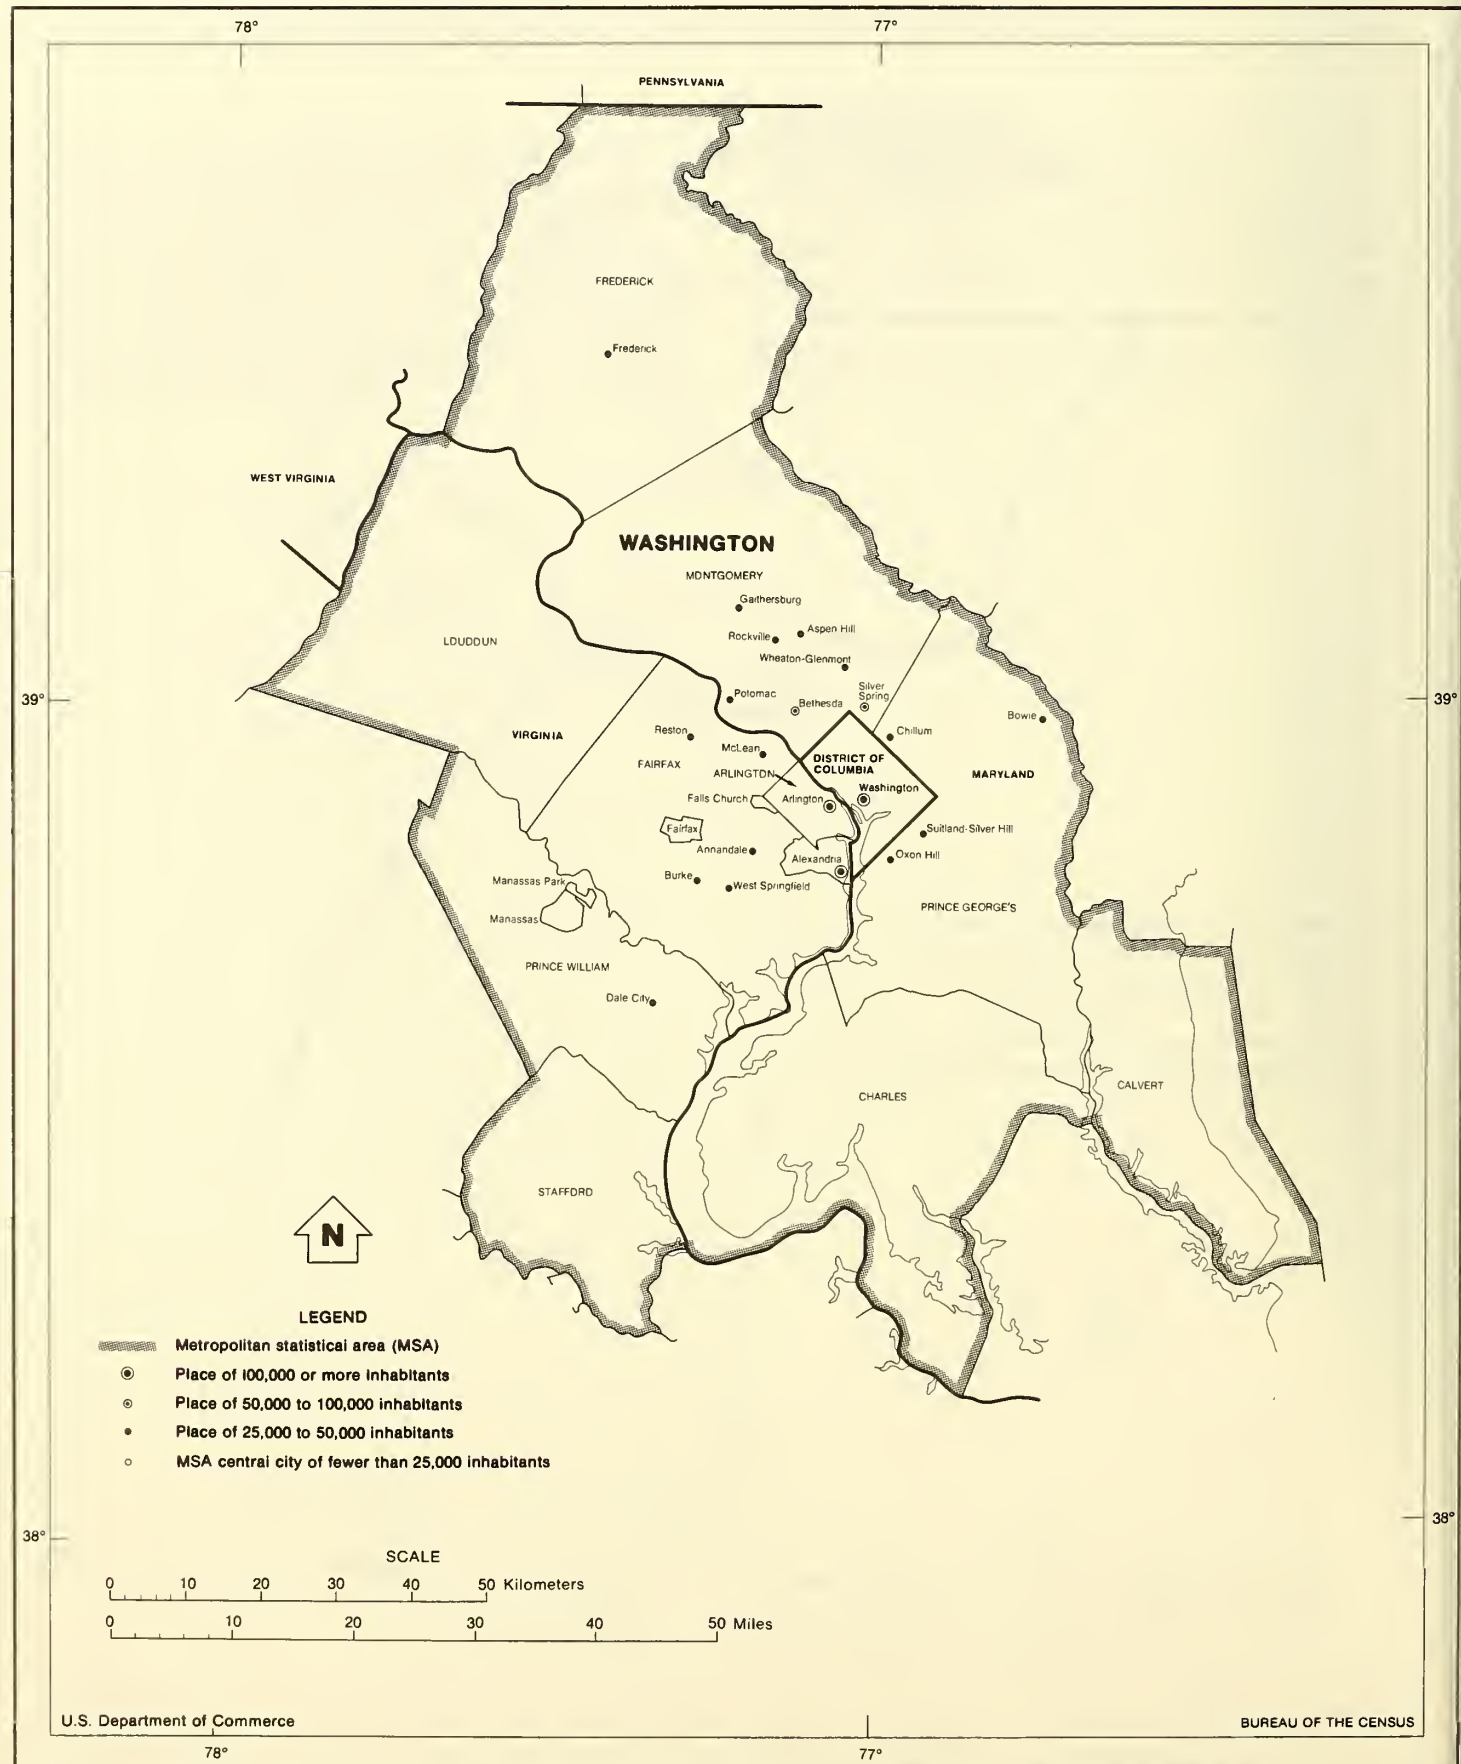 78°
77°
PENNSYLVANIA
FREDERICK
Frederick
WEST VIRGINIA
WASHINGTON
MDNTGOMERY
Gaithersburg
Aspen Hill
Rockville
Wheaton-Glenmont
LDUDDUN
Silver
Spring
39°
39°
Potomac
Bethesda
Bowie
VIRGINIA
Reston
Chillum
McLean
DISTRICT OF
COLUMBIA
FAIRFAX
ARLINGTON
MARYLAND
Washington
Falls Church
Arlington
Fairfax
Suitland-Silver Hill
Annandale
Alexandria
Oxon Hill
Burke
West Springfield
Manassas Park
PRINCE GEORGE'S
Manassas
PRINCE WILLIAM
Dale City
CALVERT
CHARLES
STAFFORD
N
LEGEND
Metropolitan statistical area (MSA)
Place of 100,000 or more inhabitants
Place of 50,000 to 100,000 inhabitants
Place of 25,000 to 50,000 inhabitants
MSA central city of fewer than 25,000 inhabitants
38°
38°
SCALE
0 10 20 30 40 50 Kilometers
0 10 20 30 40 50 Miles
U.S. Department of Commerce
BUREAU OF THE CENSUS
78°
77°